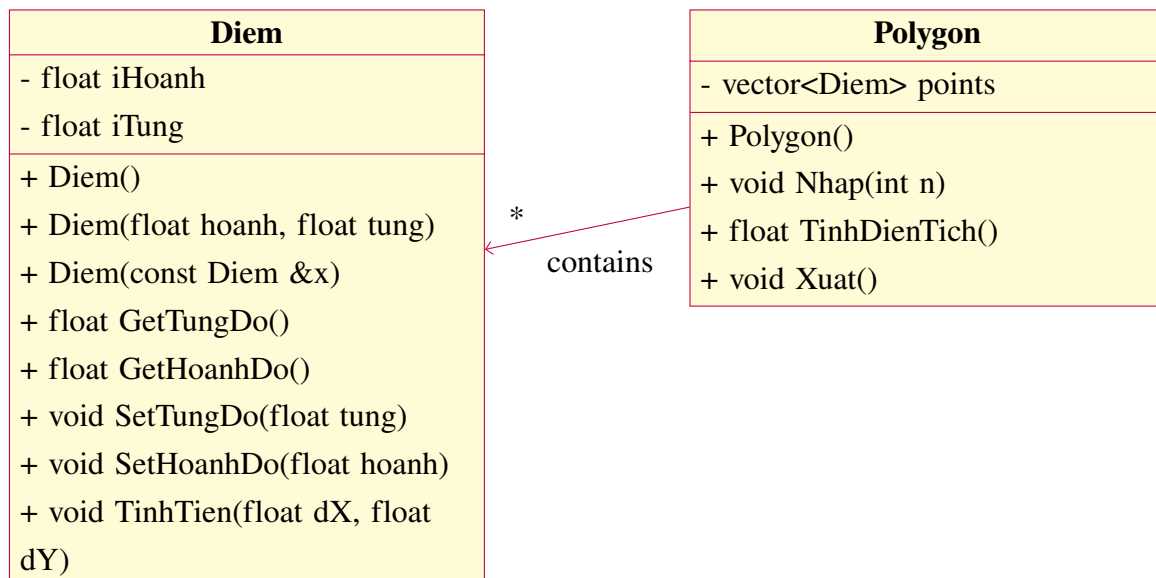 Diem
- float iHoanh
- float iTung
+ Diem()
+ Diem(float hoanh, float tung)
+ Diem(const Diem &x)
+ float GetTungDo()
+ float GetHoanhDo()
+ void SetTungDo(float tung)
+ void SetHoanhDo(float hoanh)
+ void TinhTien(float dX, float
dY)
*
contains
Polygon
- vector<Diem> points
+ Polygon()
+ void Nhap(int n)
+ float TinhDienTich()
+ void Xuat()